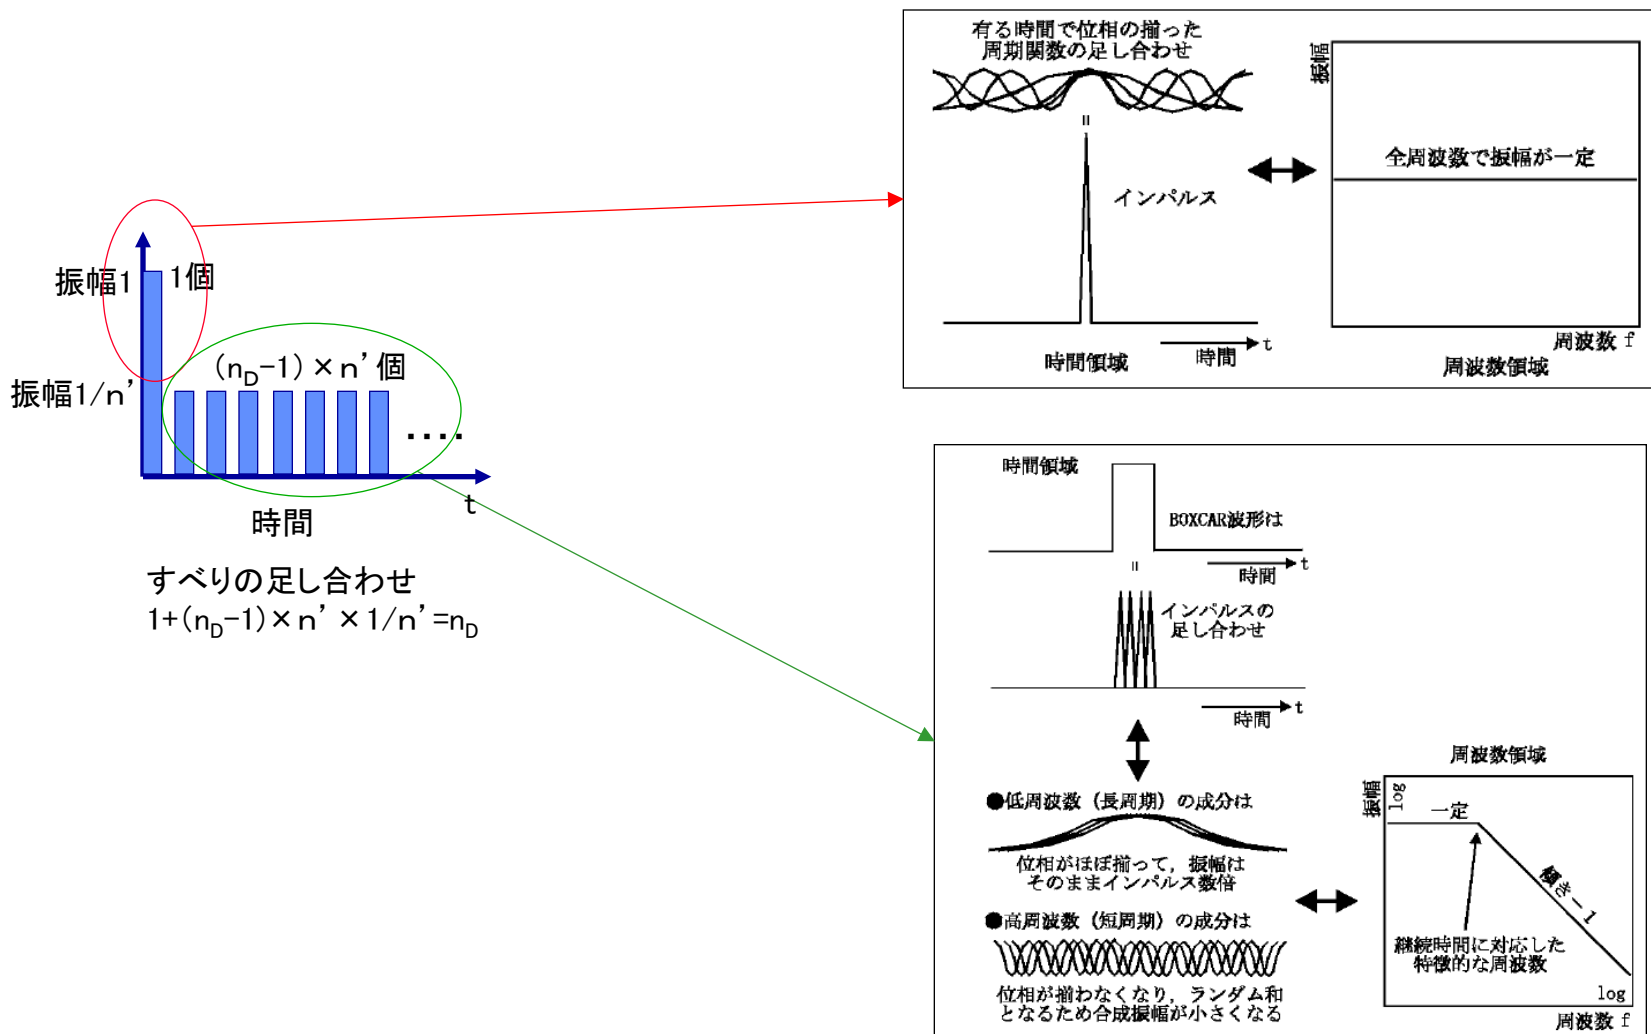 振幅1
1個
(nD-1)×n’個
振幅1/n’
‥‥
t
時間
すべりの足し合わせ
1+(nD-1)×n’×1/n’=nD
有る時間で位相の揃った
周期関数の足し合わせ
=
インパルス
時間 t
時間領域
振幅
全周波数で振幅が一定
周波数 f
周波数領域
時間領域
BOXCAR波形は
時間 t
=
インパルスの
足し合わせ
時間 t
●低周波数(長周期)の成分は
位相がほぼ揃って,振幅は
そのままインパルス数倍
●高周波数(短周期)の成分は
位相が揃わなくなり,ランダム和
となるため合成振幅が小さくなる
周波数領域
振幅
log
一定
傾き-1
継続時間に対応した
特徴的な周波数
log
周波数 f